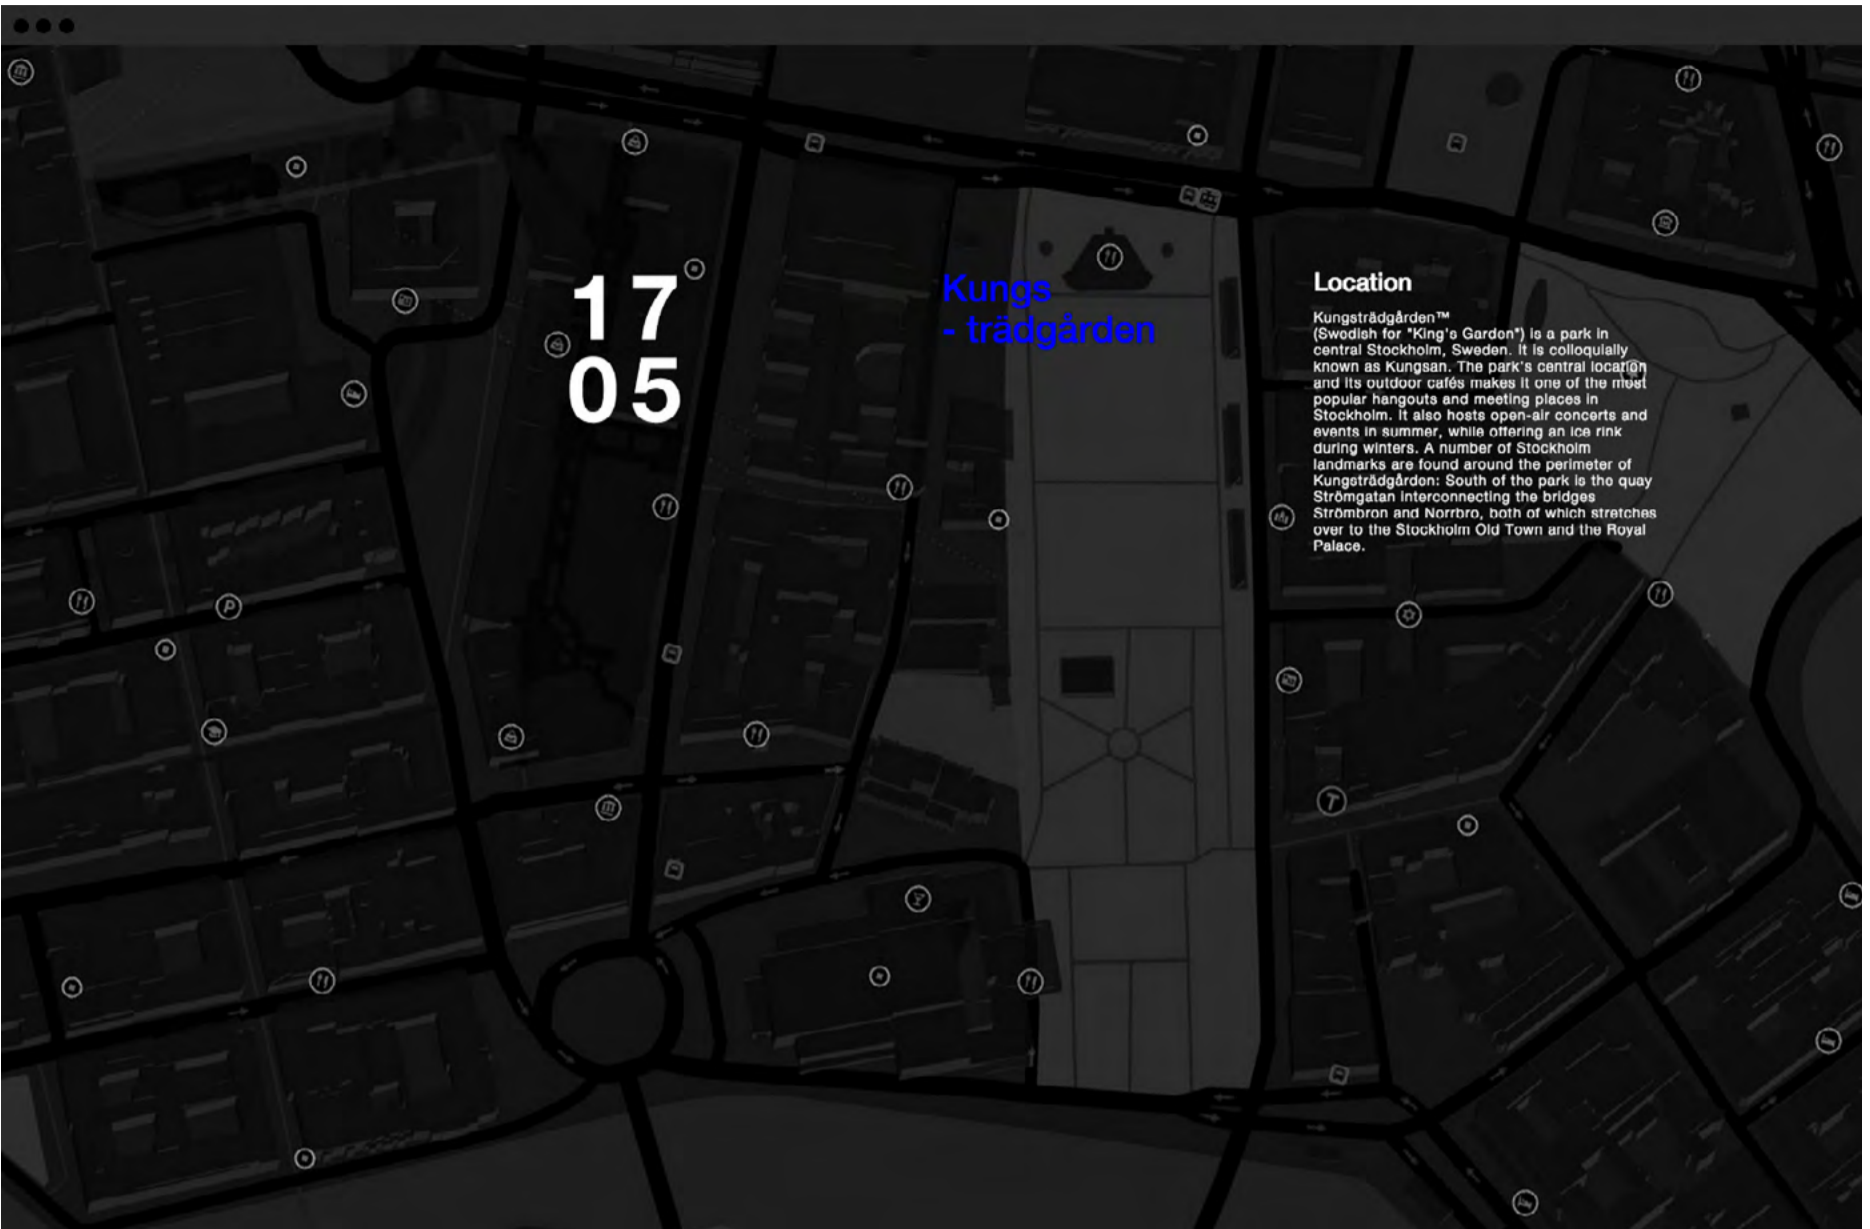 17
05
Kungs
- trädgården
Location
Kungsträdgården™
(Swedish for "King's Garden") is a park in
central Stockholm, Sweden. It is colloquially
known as Kungsan. The park's central location
and its outdoor cafés makes it one of the most
popular hangouts and meeting places in
Stockholm. It also hosts open-air concerts and
events in summer, while offering an ice rink
during winters. A number of Stockholm
landmarks are found around the perimeter of
Kungsträdgården: South of the park is the quay
Strömgatan interconnecting the bridges
Strömbron and Norrbro, both of which stretches
over to the Stockholm Old Town and the Royal
Palace.
P
T